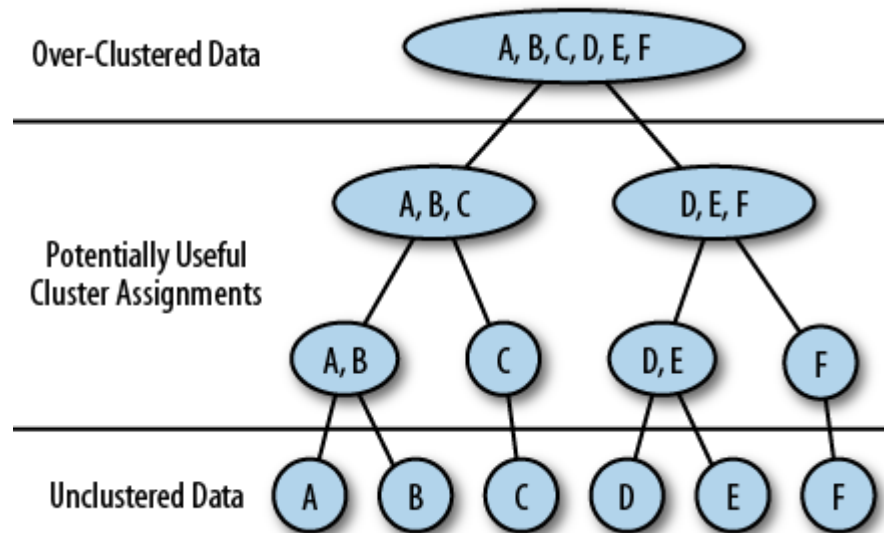 Over-Clustered Data
A, B, C, D, E, F
A, B, C
D, E, F
Potentially Useful
Cluster Assignments
A, B
C
D, E
F
Unclustered Data
A
B
C
D
E
F